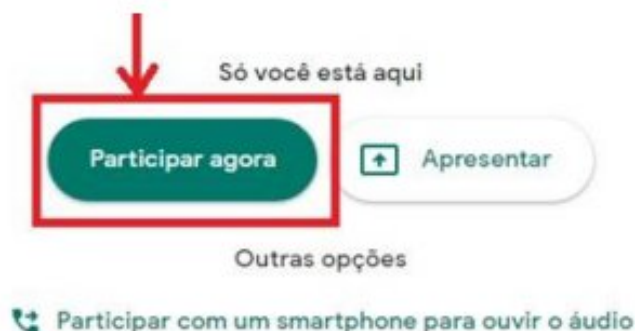 Só você está aqui
Participar agora
Apresentar
Outras opções
Participar com um smartphone para ouvir o áudio